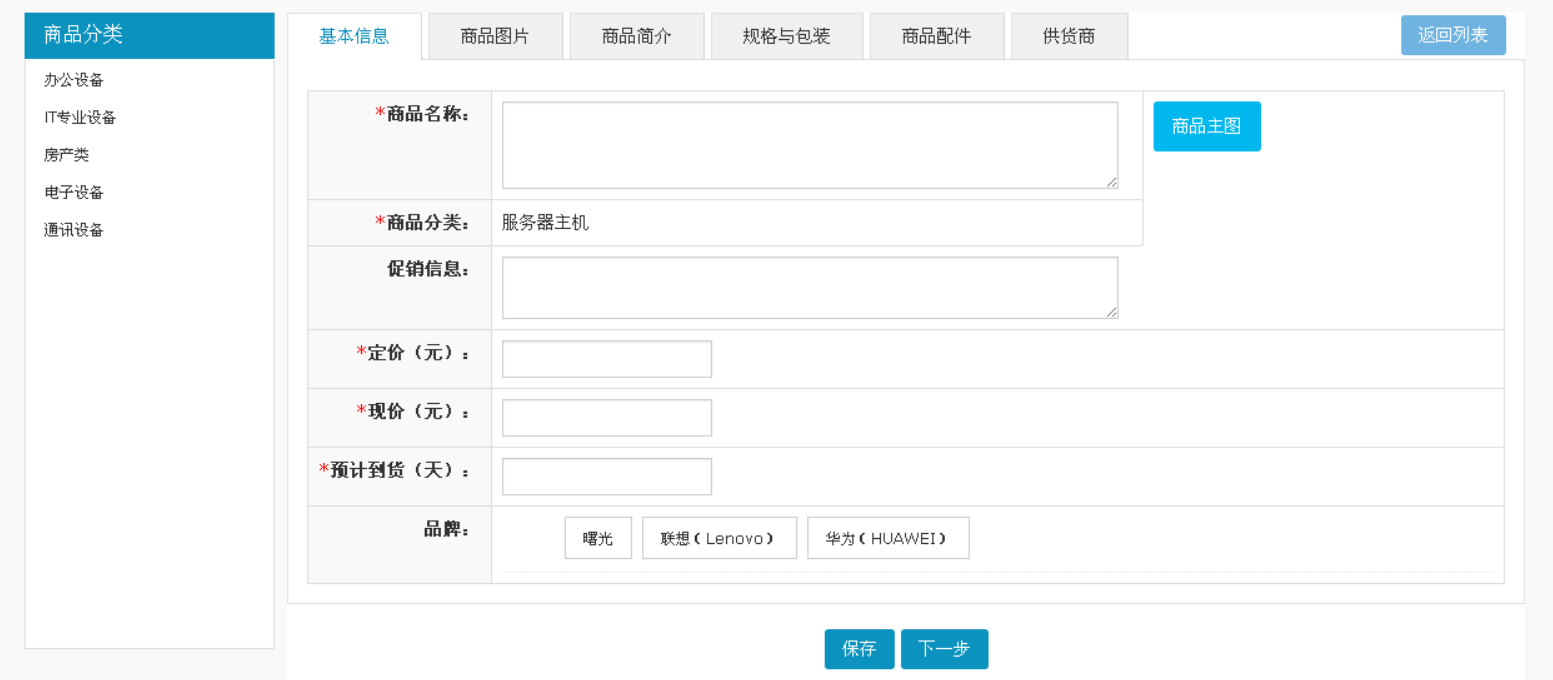 商品分类
办公设备
IT专业设备
房产类
电子设备
通讯设备
基本信息 商品图片 商品简介 规格与包装 商品配件 供货商 返回列表
*商品名称：
商品主图
*商品分类： 服务器主机
促销信息：
*定价（元）：
*现价（元）：
*预计到货（天）：
品牌： 曙光 联想（Lenovo） 华为（HUAWEI）
保存 下一步